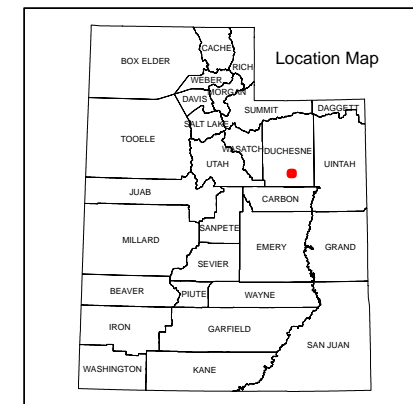 Location Map
BOX ELDER
CACHE
RICH
WEBER
MORGAN
DAVIS
SUMMIT
DAGGETT
SALT LAKE
TOOELE
WASATCH
DUCHESNE
UTAH
UINTAH
JUAB
CARBON
SANPETE
MILLARD
EMERY
GRAND
SEVIER
BEAVER
PIUTE
WAYNE
IRON
GARFIELD
SAN JUAN
WASHINGTON
KANE